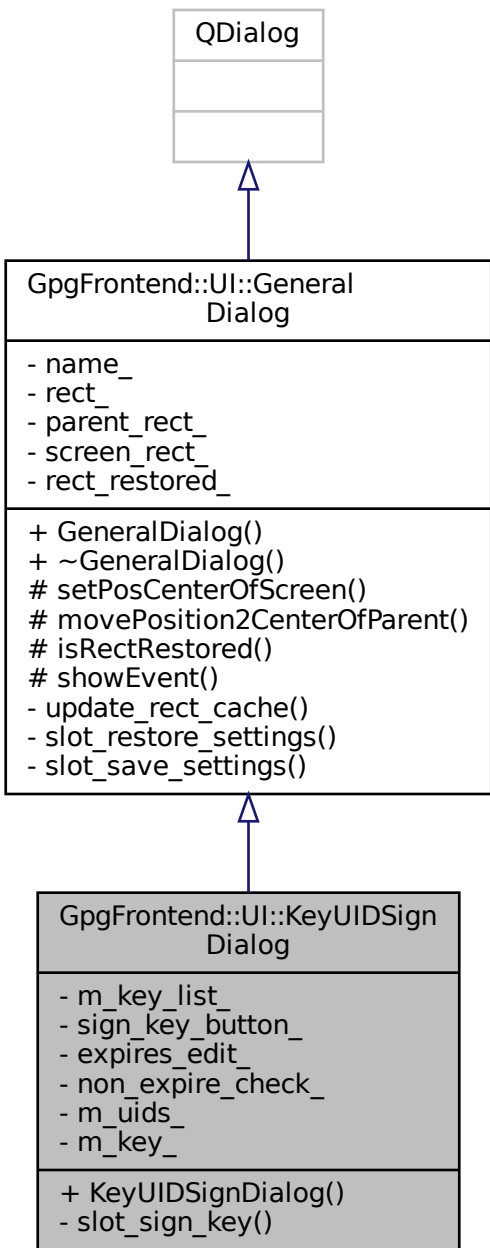 QDialog
GpgFrontend::UI::General
Dialog
- name_
- rect_
- parent_rect_
- screen_rect_
- rect_restored_
+ GeneralDialog()
+ ~GeneralDialog()
# setPosCenterOfScreen()
# movePosition2CenterOfParent()
# isRectRestored()
# showEvent()
- update_rect_cache()
- slot_restore_settings()
- slot_save_settings()
GpgFrontend::UI::KeyUIDSign
Dialog
- m_key_list_
- sign_key_button_
- expires_edit_
- non_expire_check_
- m_uids_
- m_key_
+ KeyUIDSignDialog()
- slot_sign_key()